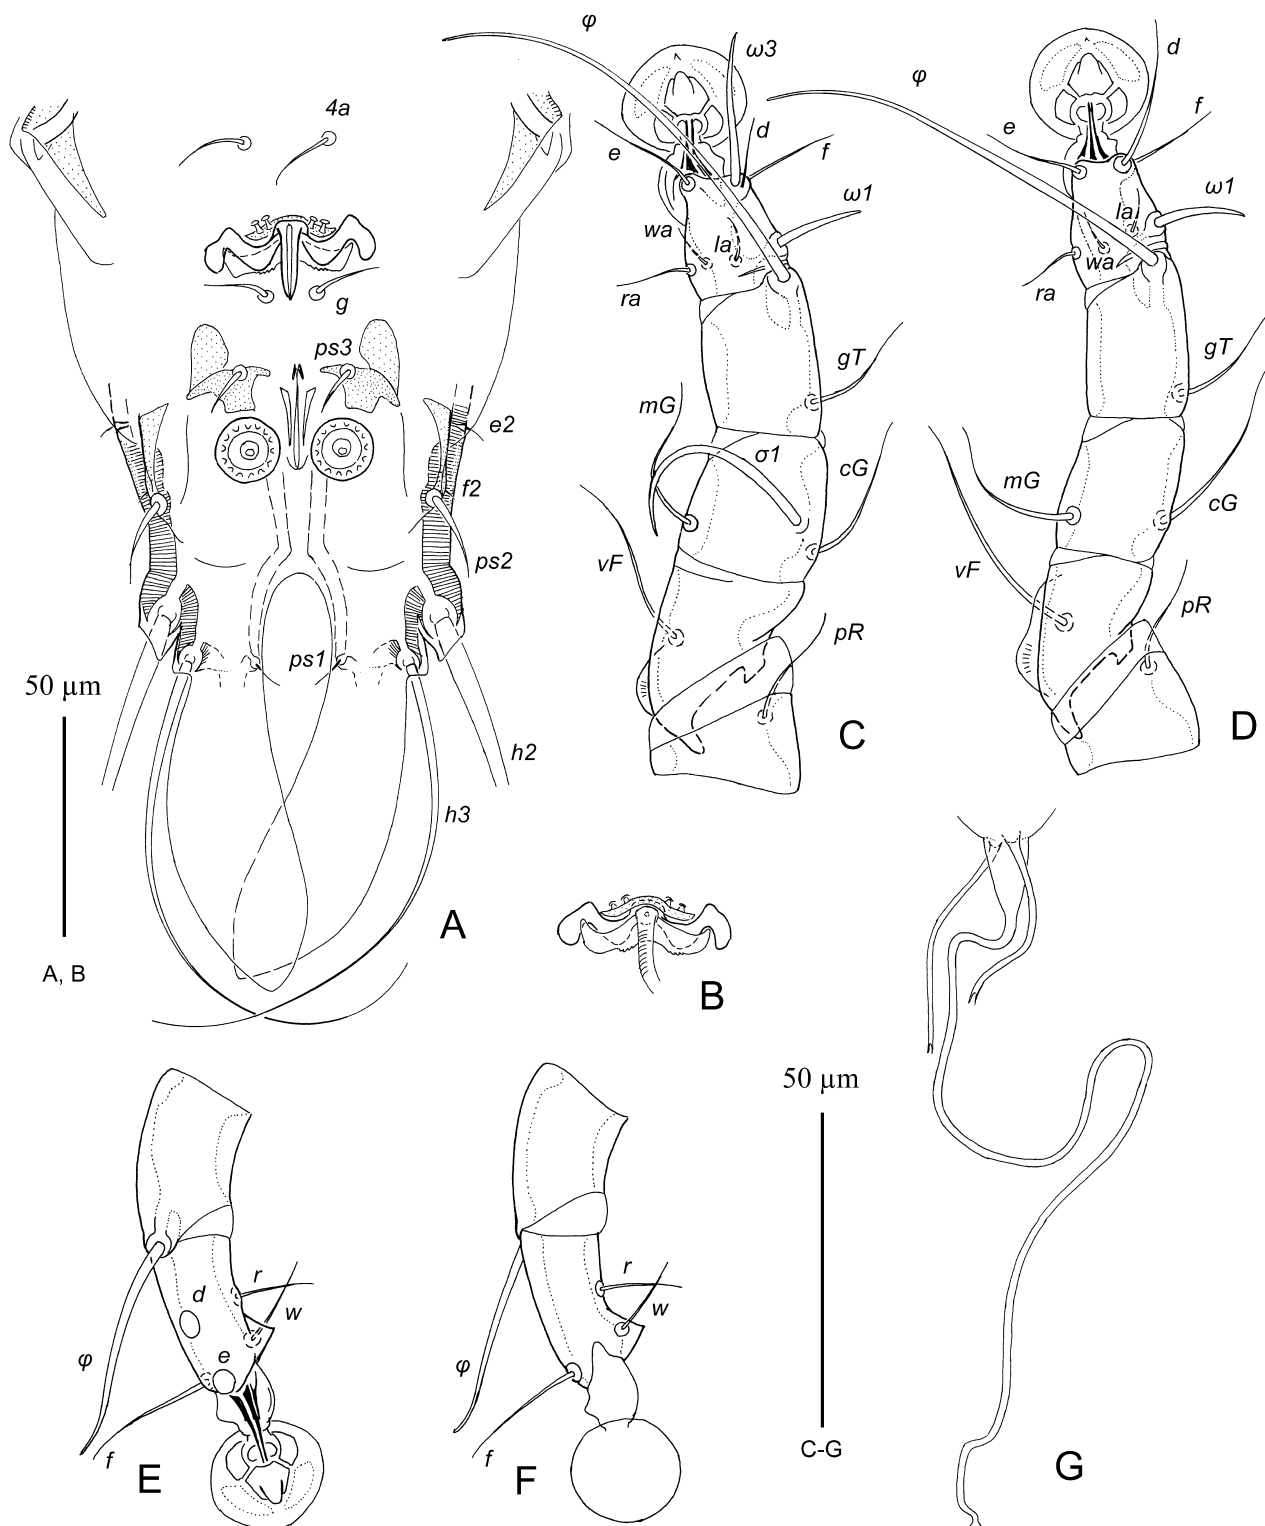 4a
g
ps3
e2
f2
ps2
ps1
h2
h3
50 µm
A, B
A
B
φ
ω3
d
e
f
ω1
wa
la
ra
gT
mG
σ1
cG
vF
pR
C
φ
d
e
f
ω1
la
wa
ra
gT
mG
cG
vF
pR
D
r
d
w
e
φ
f
E
r
w
φ
f
F
50 µm
C-G
G